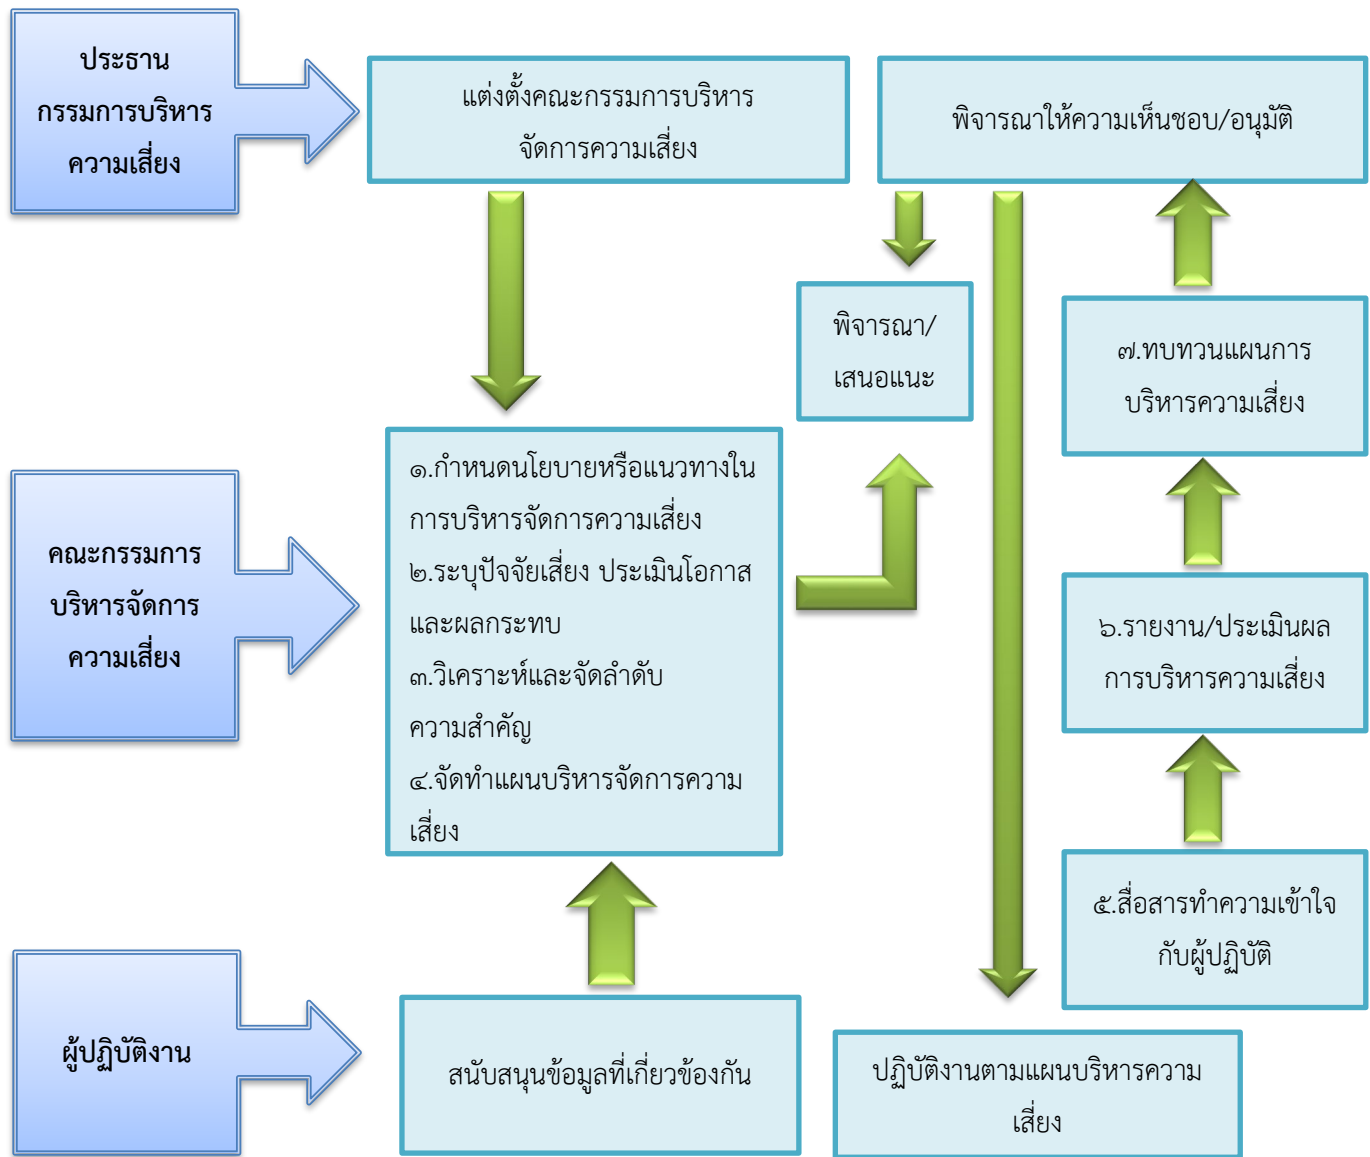 ประธาน
กรรมการบริหาร
ความเสี่ยง
แต่งตั้งคณะกรรมการบริหาร
จัดการความเสี่ยง
พิจารณาให้ความเห็นชอบ/อนุมัติ
พิจารณา/
เสนอแนะ
๗.ทบทวนแผนการ
บริหารความเสี่ยง
คณะกรรมการ
บริหารจัดการ
ความเสี่ยง
๑.กำหนดนโยบายหรือแนวทางใน
การบริหารจัดการความเสี่ยง
๒.ระบุปัจจัยเสี่ยง ประเมินโอกาส
และผลกระทบ
๓.วิเคราะห์และจัดลำดับ
ความสำคัญ
๔.จัดทำแผนบริหารจัดการความ
เสี่ยง
๖.รายงาน/ประเมินผล
การบริหารความเสี่ยง
๕.สื่อสารทำความเข้าใจ
กับผู้ปฏิบัติ
ผู้ปฏิบัติงาน
สนับสนุนข้อมูลที่เกี่ยวข้องกัน
ปฏิบัติงานตามแผนบริหารความ
เสี่ยง